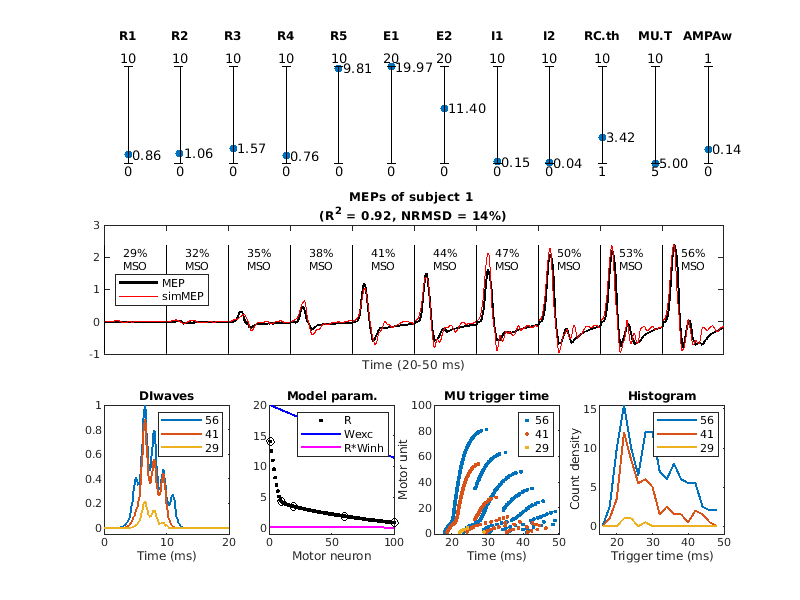 R1 R2 R3 R4 R5 E1 E2 I1 I2 RC.th MU.T AMPAw
10 10 10 10 10 20 20 10 10 10 10 1
0.86 1.06 1.57 0.76 9.81 19.97 11.40 0.15 0.04 3.42 5.00 0.14
0 0 0 0 0 0 0 0 0 1 5 0
MEPs of subject 1
(R² = 0.92, NRMSD = 14%)
3
2
1
0
-1
29% 32% 35% 38% 41% 44% 47% 50% 53% 56%
MSO MSO MSO MSO MSO MSO MSO MSO MSO MSO
MEP
simMEP
Time (20-50 ms)
DIwaves
1
0.8
0.6
0.4
0.2
0
56
41
29
0 10 20
Time (ms)
Model param.
20
15
10
5
0
R
Wexc
R*Winh
0 50 100
Motor neuron
MU trigger time
Motor unit
100
80
60
40
20
0
56
41
29
20 30 40 50
Time (ms)
Histogram
Count density
15
10
5
0
56
41
29
20 30 40 50
Trigger time (ms)